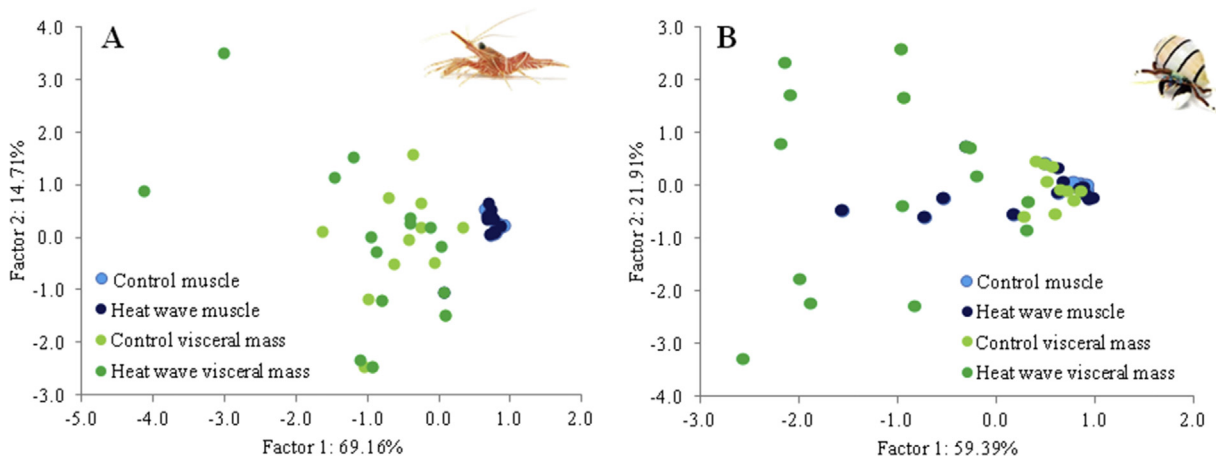 A
4.0
3.0
2.0
1.0
0.0
-1.0
-2.0
-3.0
Factor 2: 14.71%
Control muscle
Heat wave muscle
Control visceral mass
Heat wave visceral mass
-5.0 -4.0 -3.0 -2.0 -1.0 0.0 1.0 2.0
Factor 1: 69.16%
B
3.0
2.0
1.0
0.0
-1.0
-2.0
-3.0
-4.0
Factor 2: 21.91%
Control muscle
Heat wave muscle
Control visceral mass
Heat wave visceral mass
-3.0 -2.0 -1.0 0.0 1.0 2.0
Factor 1: 59.39%